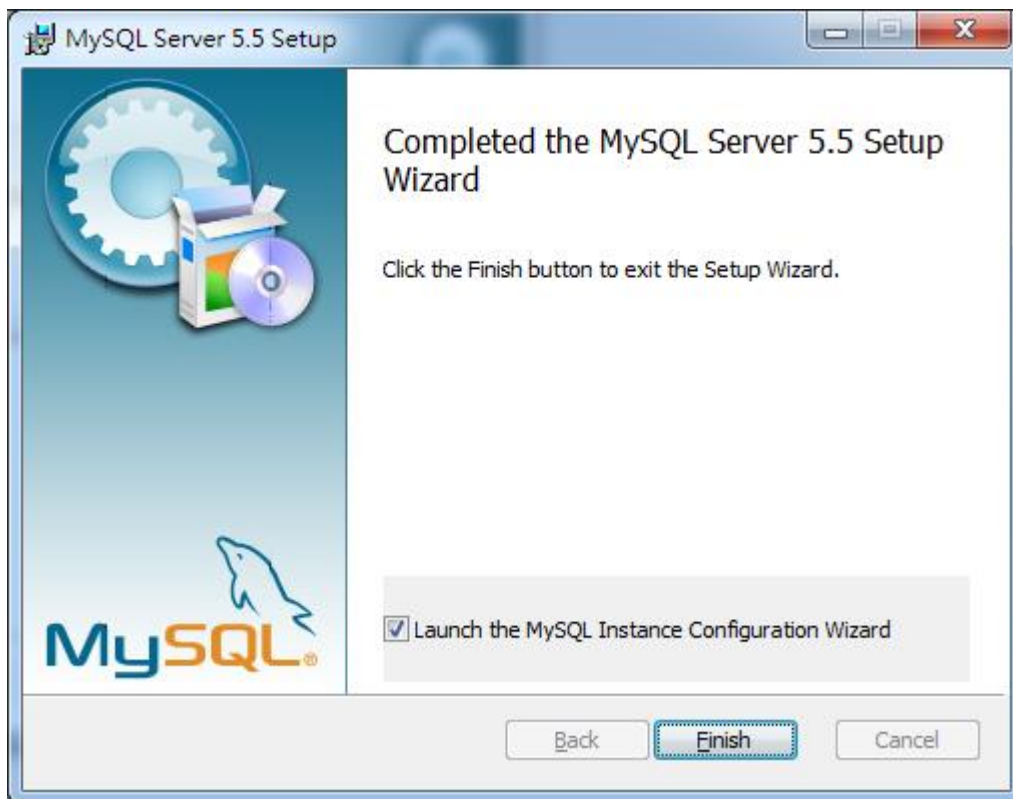 MySQL Server 5.5 Setup
Completed the MySQL Server 5.5 Setup
Wizard
Click the Finish button to exit the Setup Wizard.
Launch the MySQL Instance Configuration Wizard
MySQL®
Back
Finish
Cancel